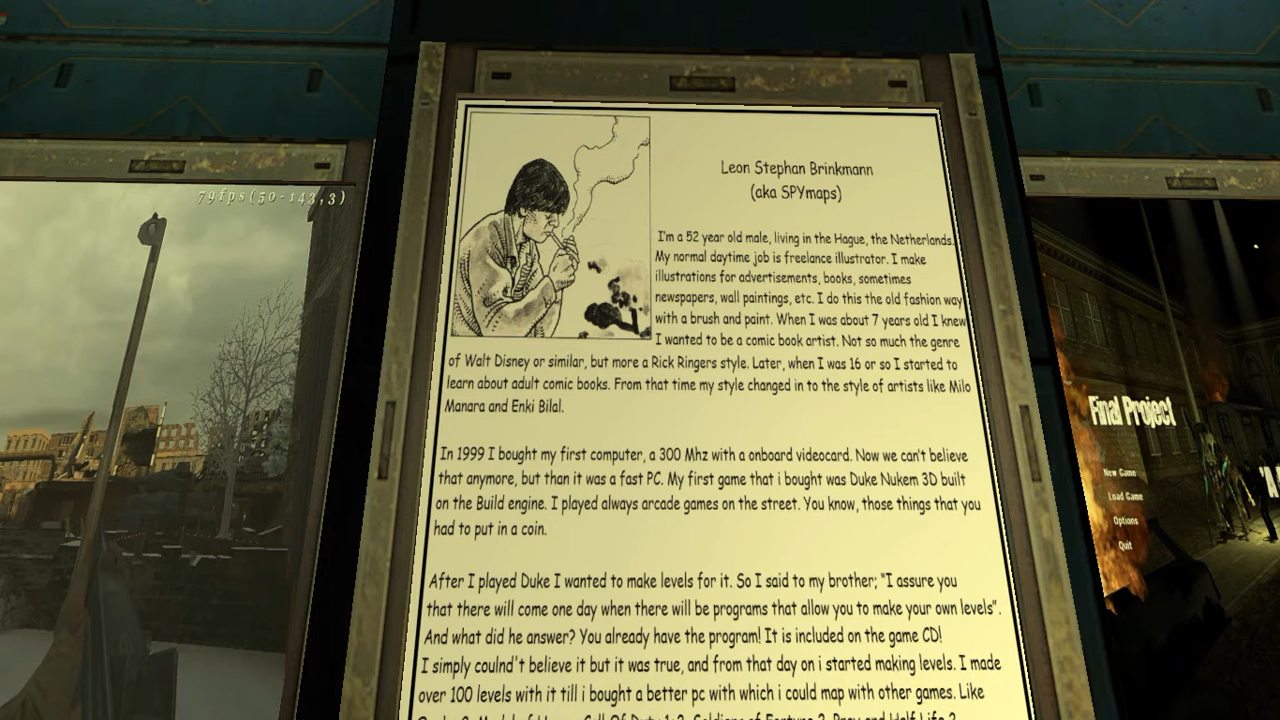 79fps(50-143,3)
Leon Stephan Brinkmann
(aka SPYmaps)
I'm a 52 year old male, living in the Hague, the Netherlands.
My normal daytime job is freelance illustrator. I make
illustrations for advertisements, books, sometimes
newspapers, wall paintings, etc. I do this the old fashion way
with a brush and paint. When I was about 7 years old I knew
I wanted to be a comic book artist. Not so much the genre
of Walt Disney or similar, but more a Rick Ringers style. Later, when I was 16 or so I started to
learn about adult comic books. From that time my style changed in to the style of artists like Milo
Manara and Enki Bilal.
In 1999 I bought my first computer, a 300 Mhz with a onboard videocard. Now we can't believe
that anymore, but than it was a fast PC. My first game that i bought was Duke Nukem 3D built
on the Build engine. I played always arcade games on the street. You know, those things that you
had to put in a coin.
After I played Duke I wanted to make levels for it. So I said to my brother; "I assure you
that there will come one day when there will be programs that allow you to make your own levels".
And what did he answer? You already have the program! It is included on the game CD!
I simply coulnd't believe it but it was true, and from that day on i started making levels. I made
over 100 levels with it till i bought a better pc with which i could map with other games. Like
Final Project
New Game
Load Game
Options
Quit